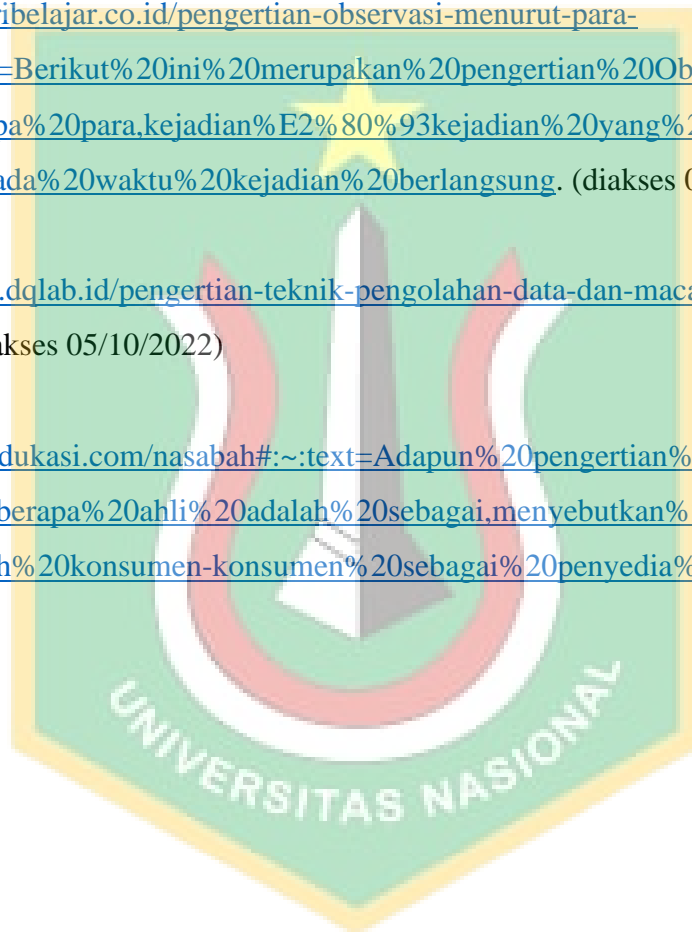 ribelajar.co.id/pengertian-observasi-menurut-para-
=Berikut%20ini%20merupakan%20pengertian%20Ob
pa%20para,kejadian%E2%80%93kejadian%20yang%2
ada%20waktu%20kejadian%20berlangsung. (diakses 0
.dqlab.id/pengertian-teknik-pengolahan-data-dan-maca
akses 05/10/2022)
dukasi.com/nasabah#:~:text=Adapun%20pengertian%
berapa%20ahli%20adalah%20sebagai,menyebutkan%
h%20konsumen-konsumen%20sebagai%20penyedia%
UNIVERSITAS NASIONAL